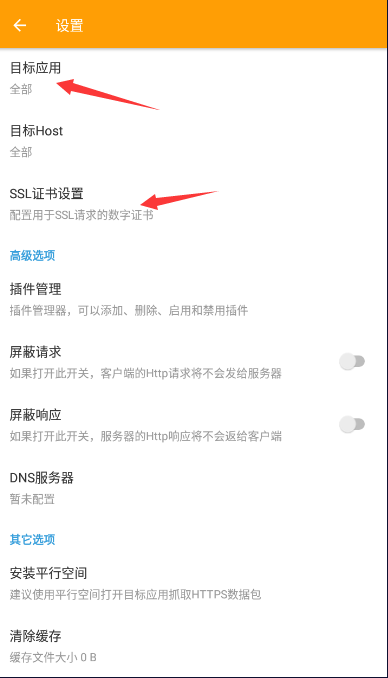 设置
目标应用
全部
目标Host
全部
SSL证书设置
配置用于SSL请求的数字证书
高级选项
插件管理
插件管理器，可以添加、删除、启用和禁用插件
屏蔽请求
如果打开此开关，客户端的Http请求将不会发给服务器
屏蔽响应
如果打开此开关，服务器的Http响应将不会返给客户端
DNS服务器
暂未配置
其它选项
安装平行空间
建议使用平行空间打开目标应用抓取HTTPS数据包
清除缓存
缓存文件大小 0 B